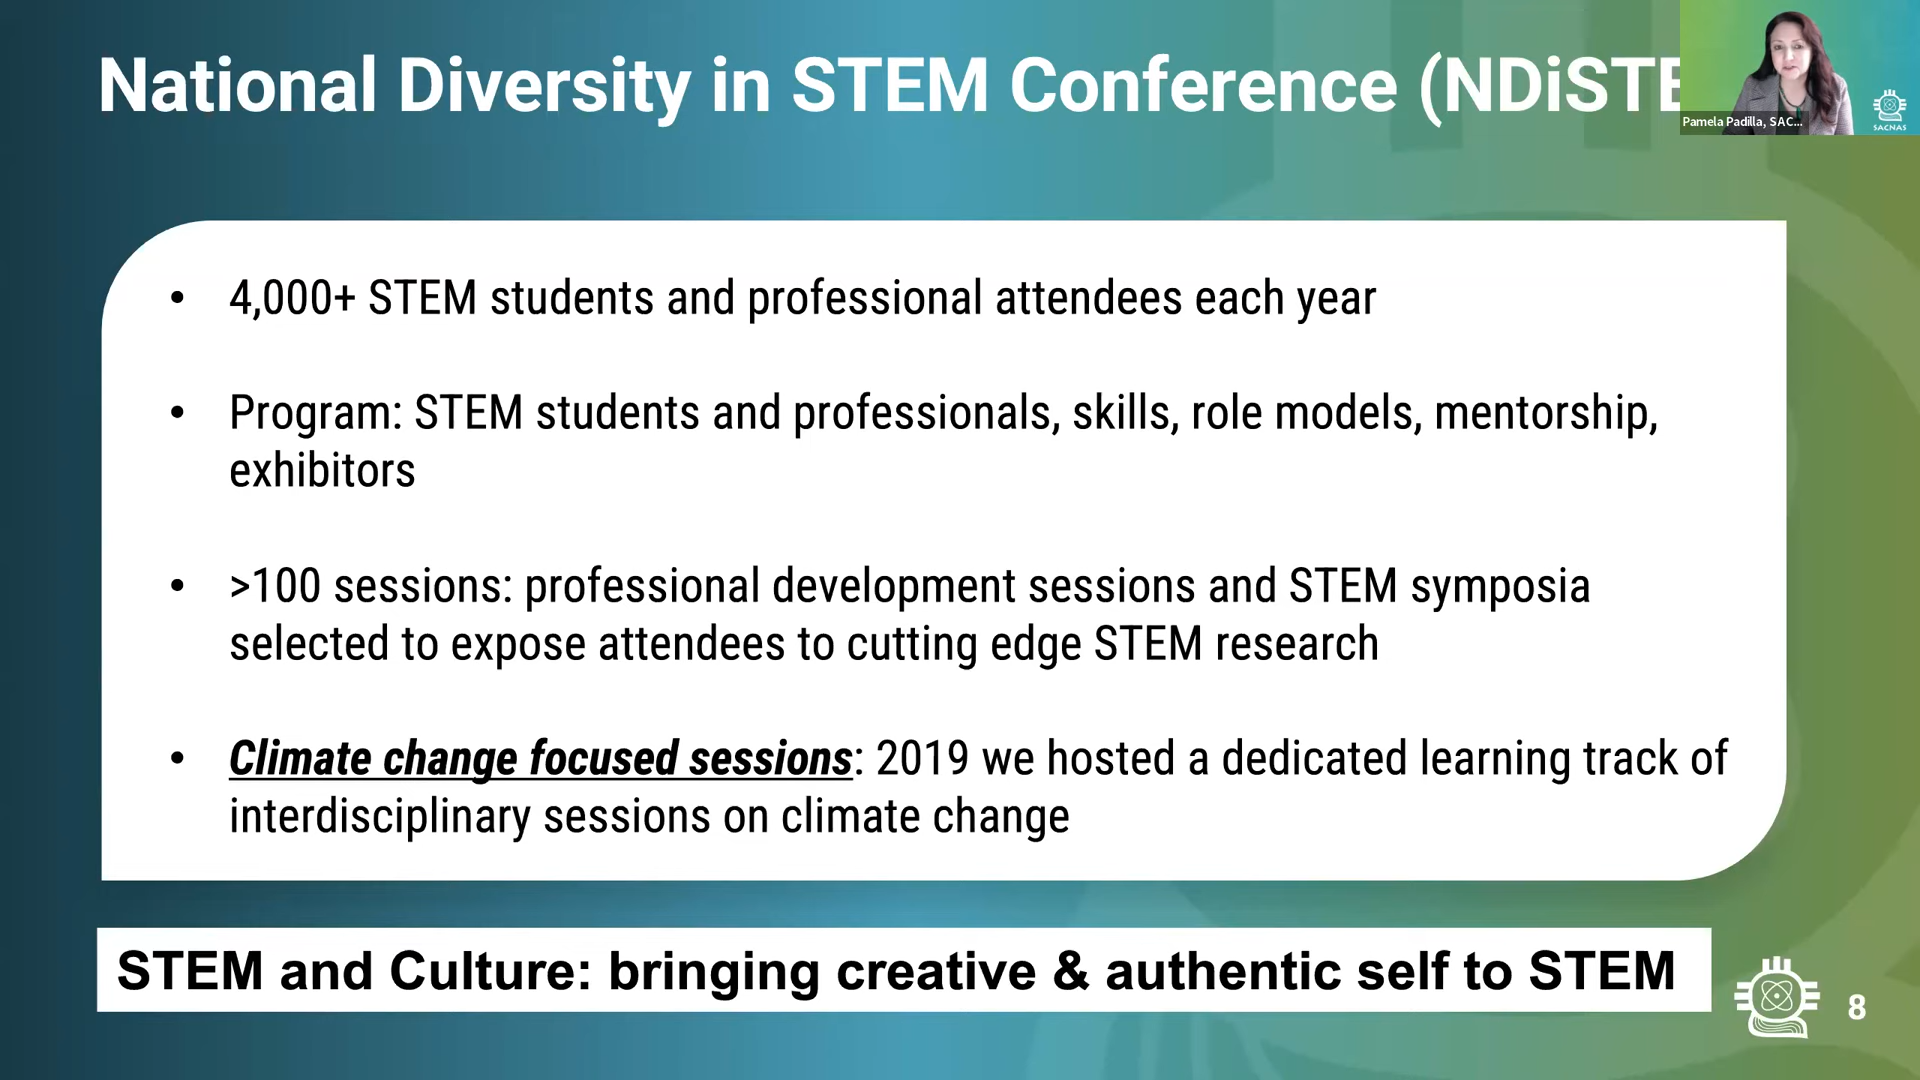 National Diversity in STEM Conference (NDiSTE
Pamela Padilla, SAC...
SACNAS
• 4,000+ STEM students and professional attendees each year
• Program: STEM students and professionals, skills, role models, mentorship,
exhibitors
• >100 sessions: professional development sessions and STEM symposia
selected to expose attendees to cutting edge STEM research
• Climate change focused sessions: 2019 we hosted a dedicated learning track of
interdisciplinary sessions on climate change
STEM and Culture: bringing creative & authentic self to STEM
8